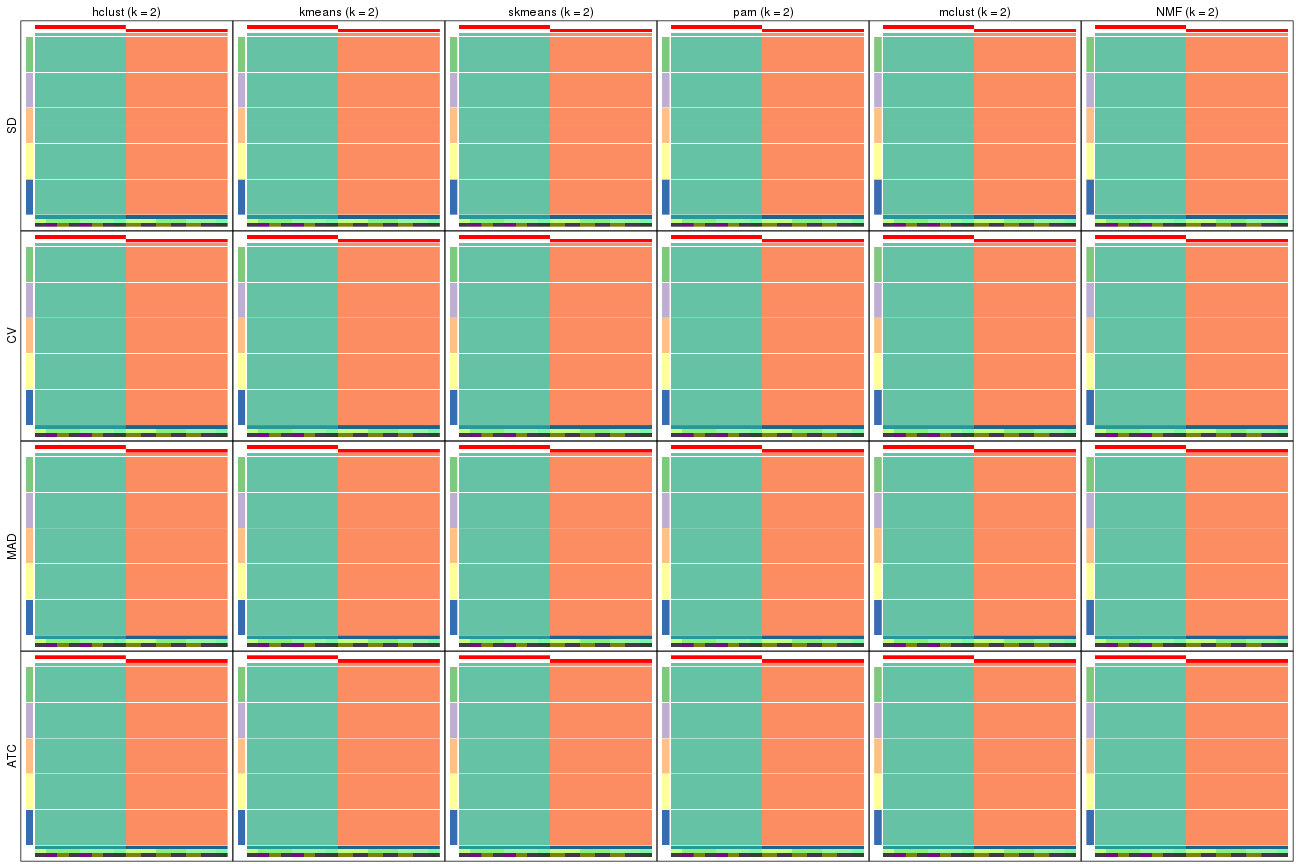 hclust (k = 2) kmeans (k = 2) skmeans (k = 2) pam (k = 2) mclust (k = 2) NMF (k = 2)
SD
CV
MAD
ATC